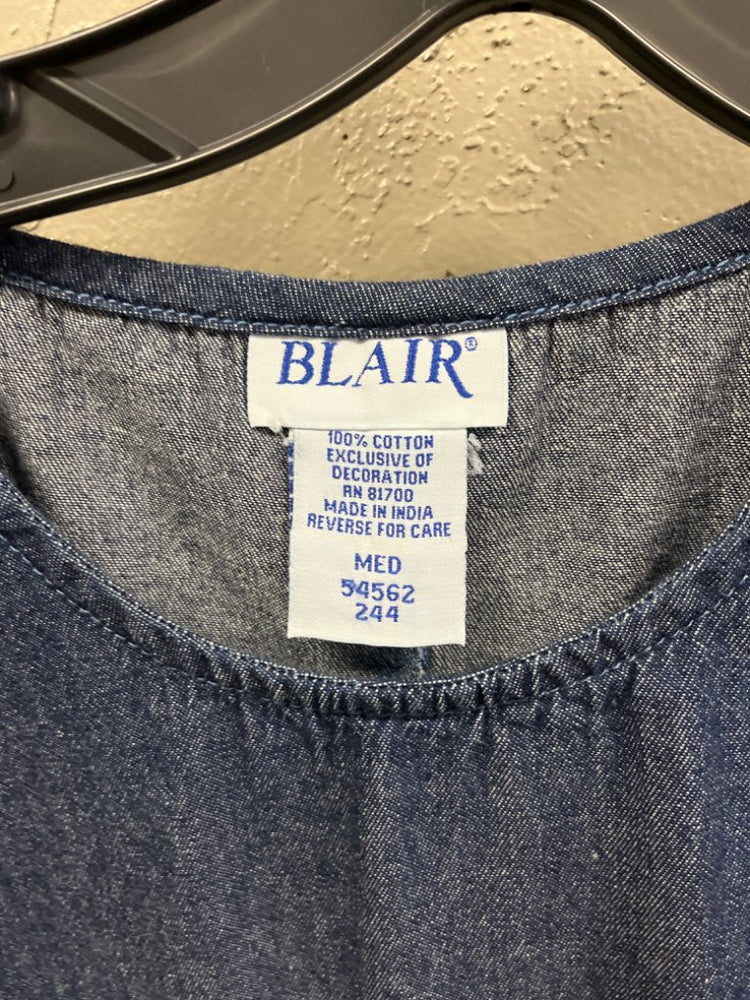 BLAIR®
100% COTTON
EXCLUSIVE OF
DECORATION
RN 81700
MADE IN INDIA
REVERSE FOR CARE
MED
54562
244